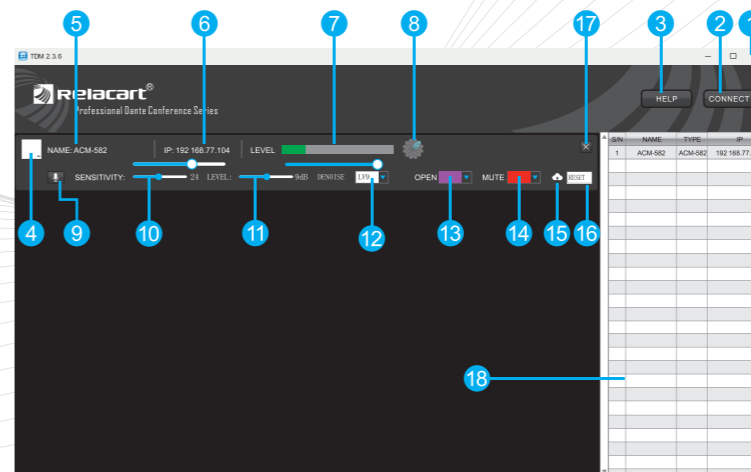 5 6 7 8 17 3 2 1
TDM 2.3.6
Relacart®
Professional Dante Conference Series
HELP CONNECT
NAME: ACM-582 IP: 192 168.77.104 LEVEL
SENSITIVITY: 24 LEVEL: 9dB DENOISE LV9 OPEN MUTE RESET
S/N NAME TYPE IP
1 ACM-582 ACM-582 192 168.77.
4 9 10 11 12 13 14 15 16
18